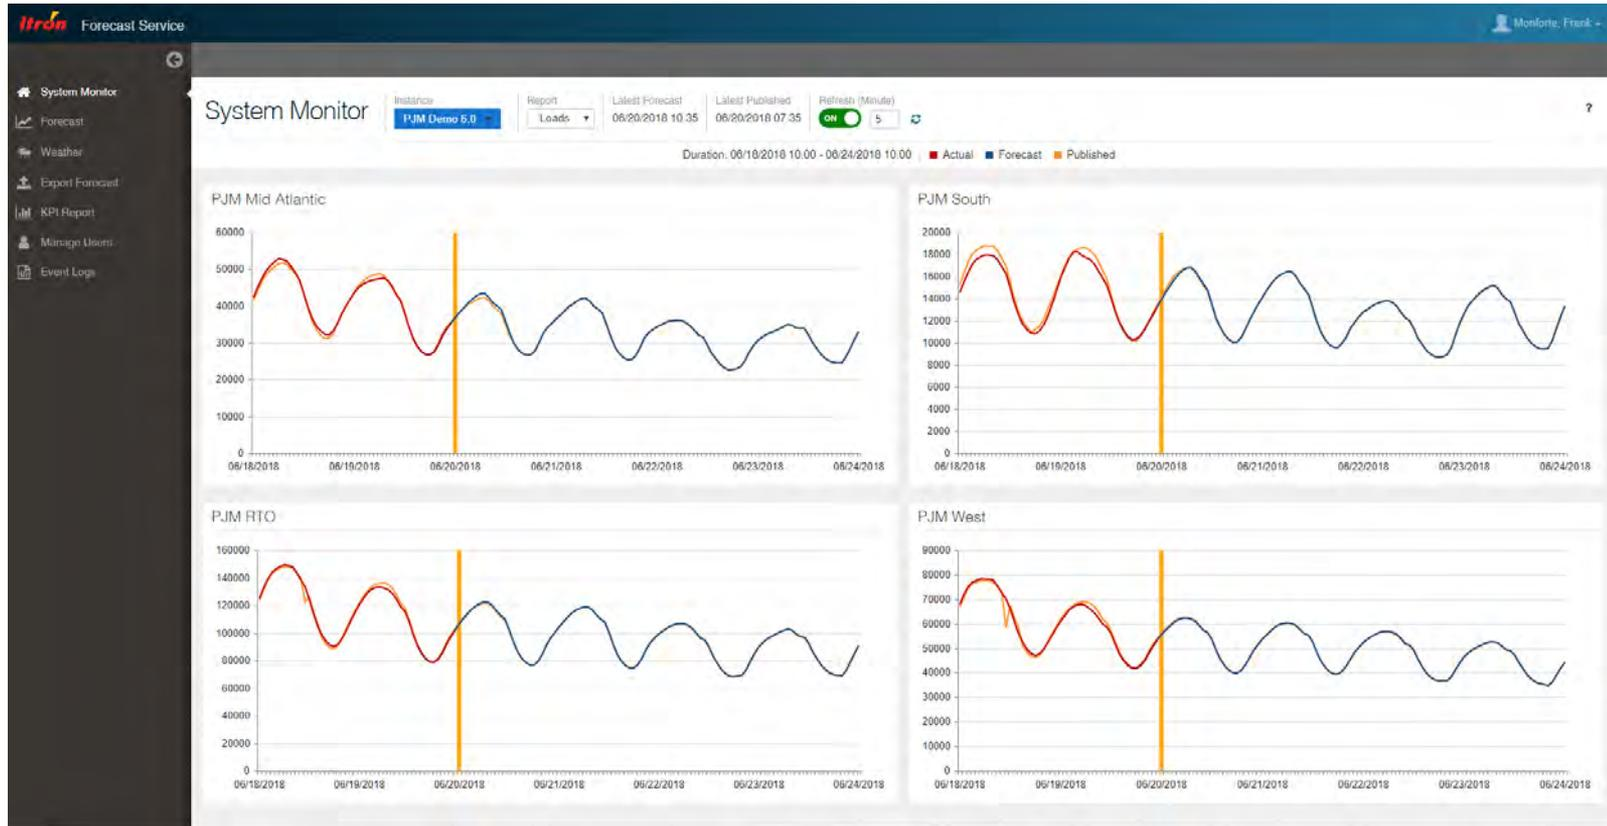 Itron Forecast Service
Monforte, Frank
System Monitor
Forecast
Weather
Export Forecast
KPI Report
Manage Users
Event Logs
System Monitor
Instance
PJM Demo 5.0
Report
Loads
Latest Forecast
06/20/2018 10:35
Latest Published
06/20/2018 07:35
Refresh (Minute)
ON
5
?
Duration: 06/18/2018 10:00 - 06/24/2018 10:00 Actual Forecast Published
PJM Mid Atlantic
60000
50000
40000
30000
20000
10000
0
06/18/2018 06/19/2018 06/20/2018 06/21/2018 06/22/2018 06/23/2018 06/24/2018
PJM South
20000
18000
16000
14000
12000
10000
8000
6000
4000
2000
0
06/18/2018 06/19/2018 06/20/2018 06/21/2018 06/22/2018 06/23/2018 06/24/2018
PJM RTO
160000
140000
120000
100000
80000
60000
40000
20000
0
06/18/2018 06/19/2018 06/20/2018 06/21/2018 06/22/2018 06/23/2018 06/24/2018
PJM West
90000
80000
70000
60000
50000
40000
30000
20000
10000
0
06/18/2018 06/19/2018 06/20/2018 06/21/2018 06/22/2018 06/23/2018 06/24/2018